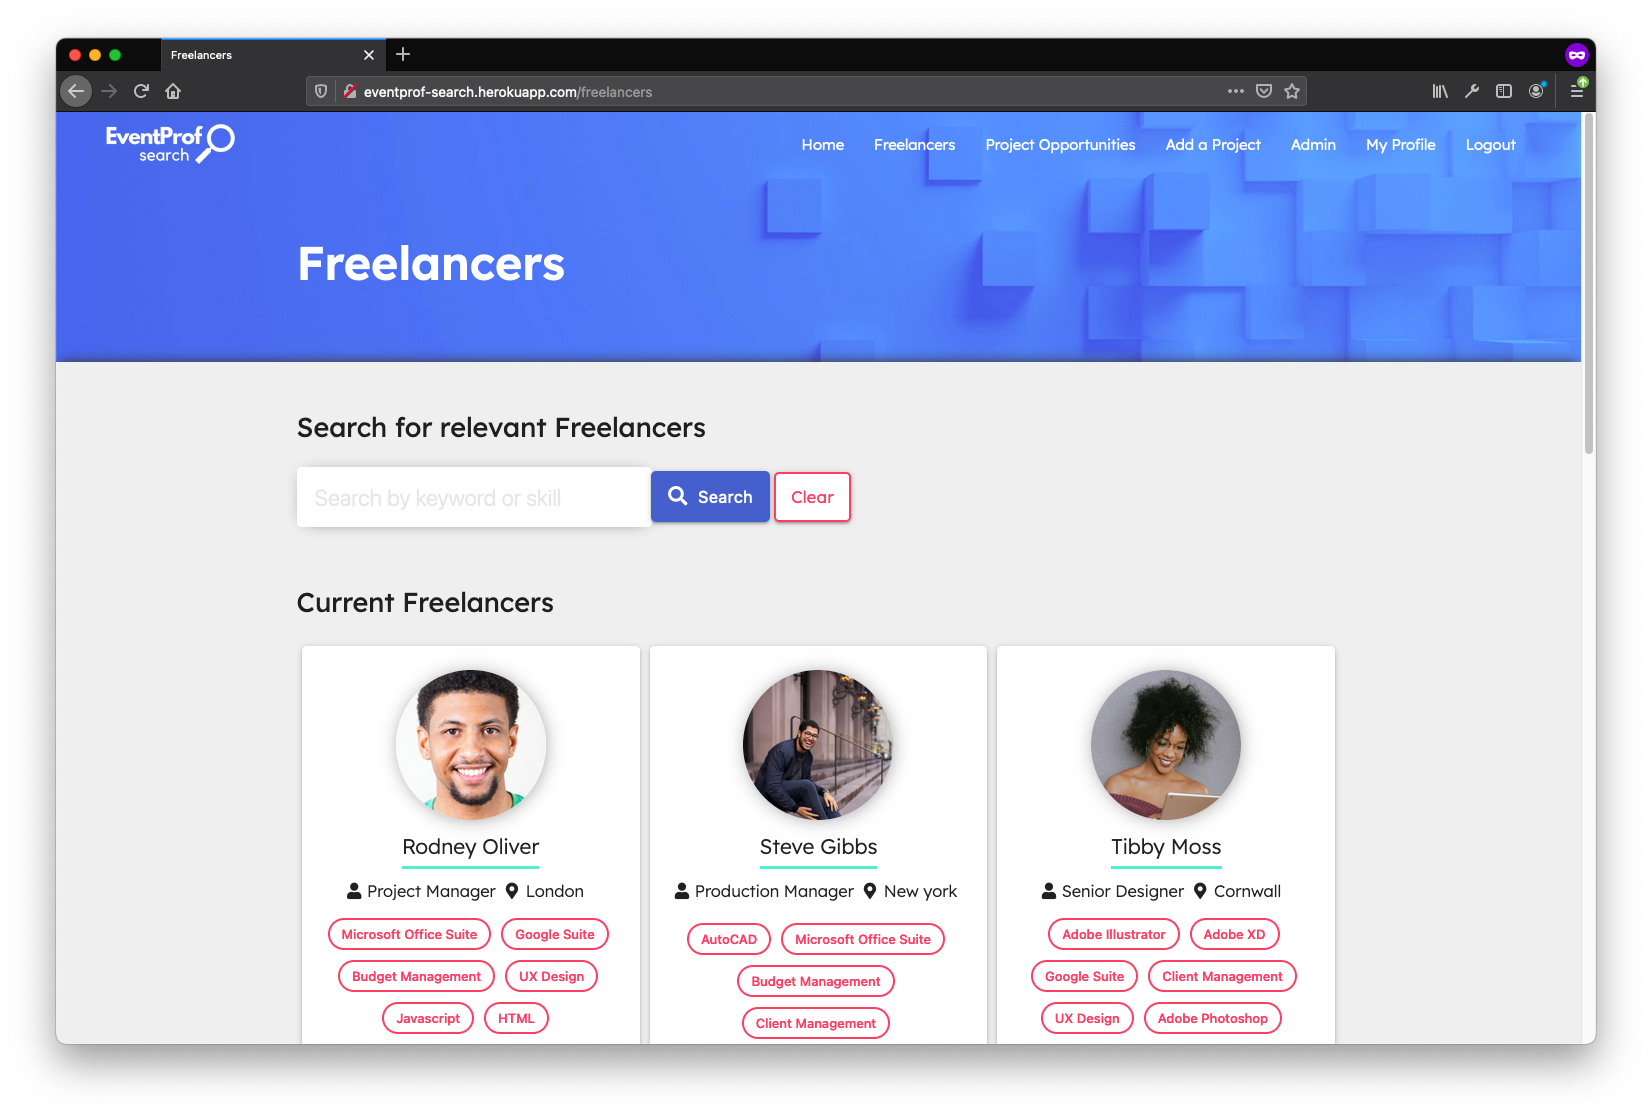 Freelancers
eventprof-search.herokuapp.com/freelancers
EventProf
search
Home Freelancers Project Opportunities Add a Project Admin My Profile Logout
Freelancers
Search for relevant Freelancers
Search by keyword or skill Search Clear
Current Freelancers
Rodney Oliver
Project Manager London
Microsoft Office Suite Google Suite
Budget Management UX Design
Javascript HTML
Steve Gibbs
Production Manager New york
AutoCAD Microsoft Office Suite
Budget Management
Client Management
Tibby Moss
Senior Designer Cornwall
Adobe Illustrator Adobe XD
Google Suite Client Management
UX Design Adobe Photoshop